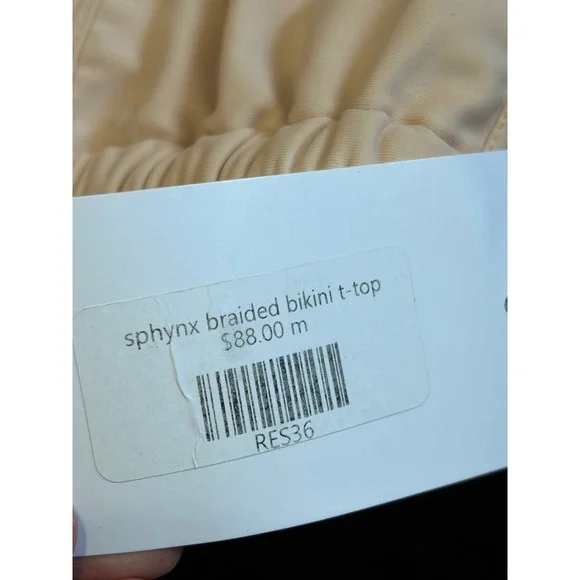 sphynx braided bikini t-top
$88.00 m
RES36